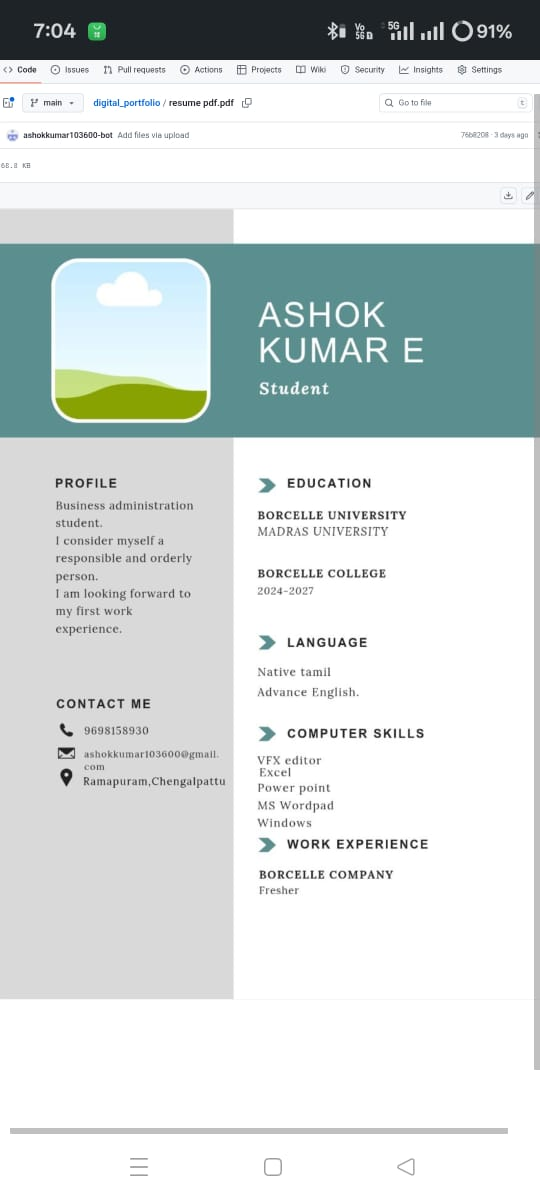 7:04
Vo
5G
5G
91%
Code Issues Pull requests Actions Projects Wiki Security Insights Settings
main digital_portfolio / resume pdf.pdf Go to file t
ashokkumar103600-bot Add files via upload 76b8208 · 3 days ago
68.8 KB
ASHOK
KUMAR E
Student
PROFILE
Business administration
student.
I consider myself a
responsible and orderly
person.
I am looking forward to
my first work
experience.
CONTACT ME
9698158930
ashokkumar103600@gmail.
com
Ramapuram,Chengalpattu
EDUCATION
BORCELLE UNIVERSITY
MADRAS UNIVERSITY
BORCELLE COLLEGE
2024-2027
LANGUAGE
Native tamil
Advance English.
COMPUTER SKILLS
VFX editor
Excel
Power point
MS Wordpad
Windows
WORK EXPERIENCE
BORCELLE COMPANY
Fresher